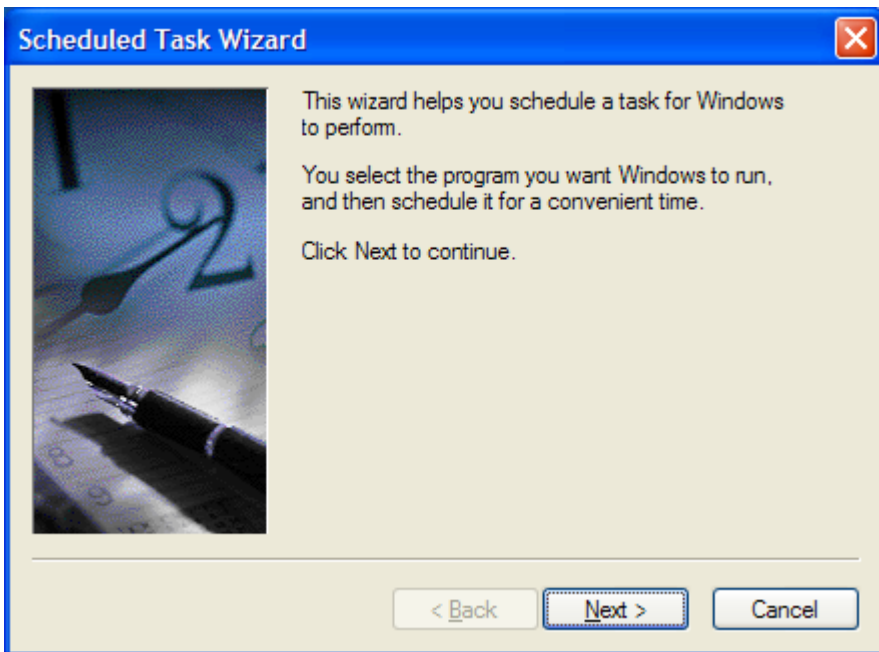 Scheduled Task Wizard
This wizard helps you schedule a task for Windows
to perform.
You select the program you want Windows to run,
and then schedule it for a convenient time.
Click Next to continue.
< Back
Next >
Cancel